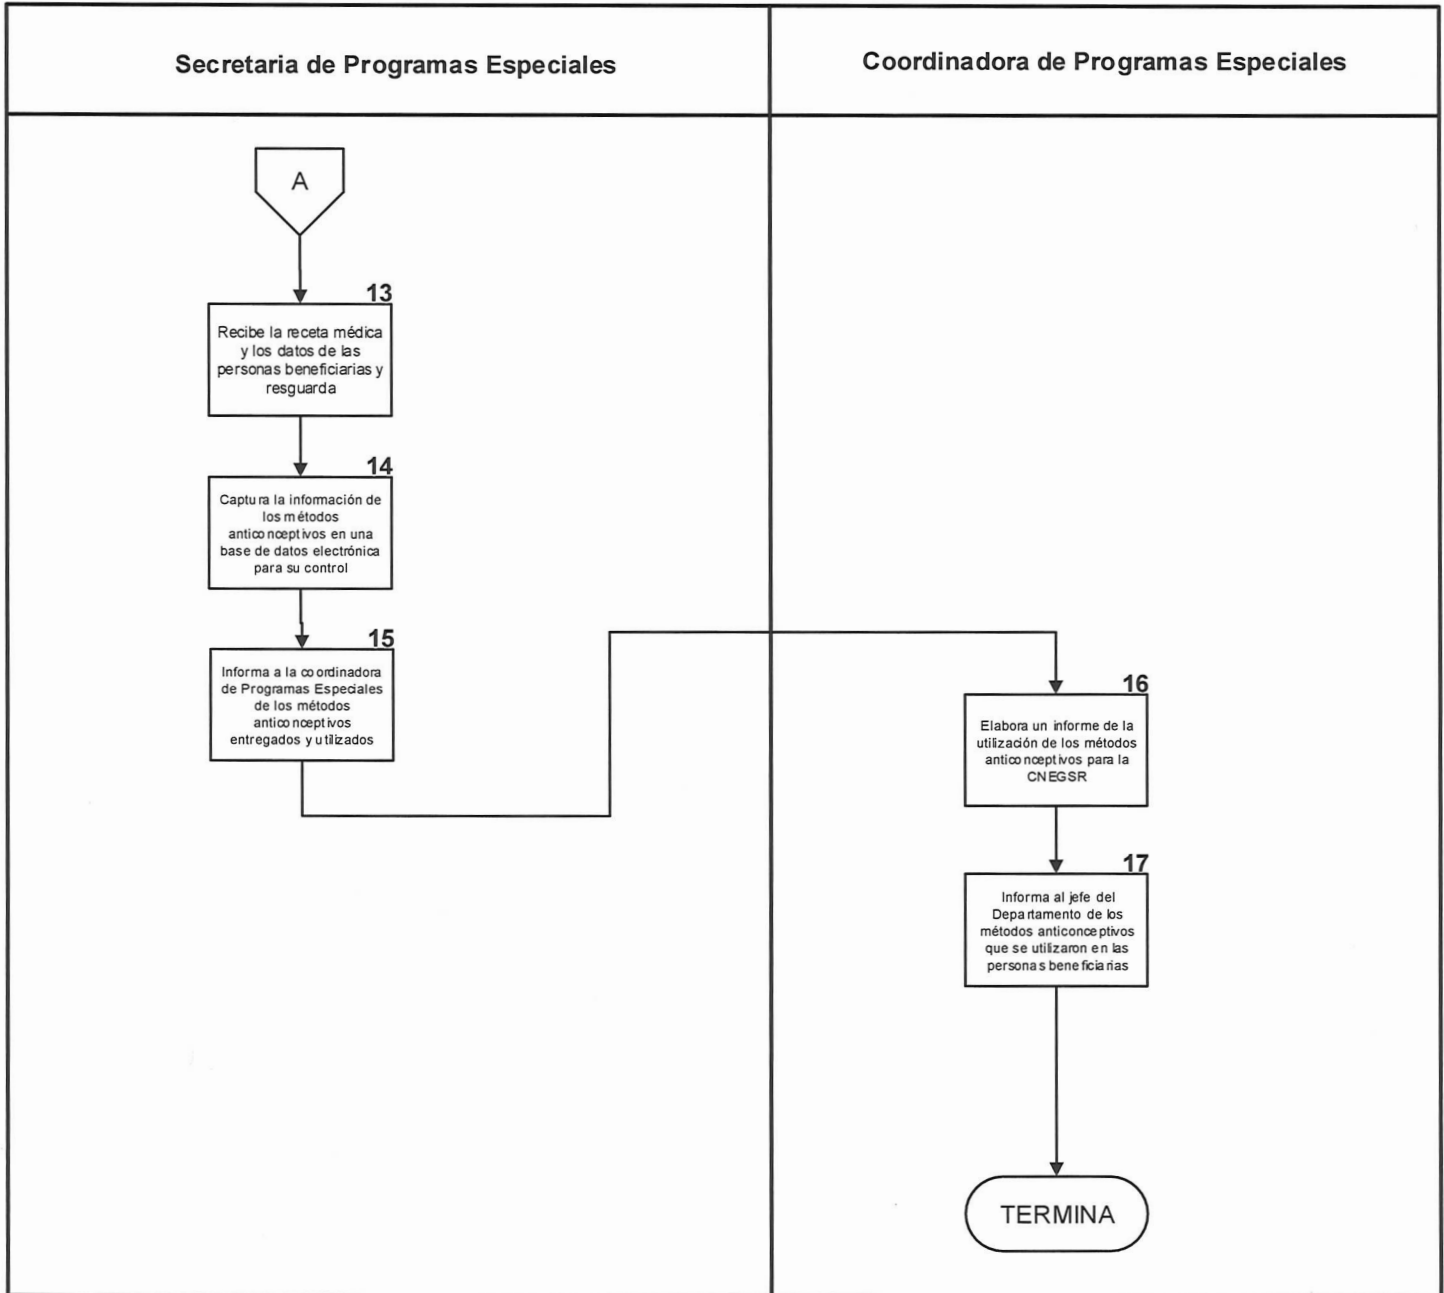 Secretaria de Programas Especiales
Coordinadora de Programas Especiales
A
13
Recibe la receta médica
y los datos de las
personas beneficiarias y
resguarda
14
Captura la información de
los métodos
anticonceptivos en una
base de datos electrónica
para su control
15
Informa a la coordinadora
de Programas Especiales
de los métodos
anticonceptivos
entregados y utilizados
16
Elabora un informe de la
utilización de los métodos
anticonceptivos para la
CNEGSR
17
Informa al jefe del
Departamento de los
métodos anticonceptivos
que se utilizaron en las
personas beneficiarias
TERMINA